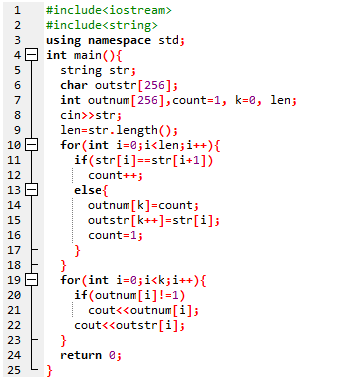 1 #include<iostream>
2 #include<string>
3 using namespace std;
4 int main(){
5 string str;
6 char outstr[256];
7 int outnum[256],count=1, k=0, len;
8 cin>>str;
9 len=str.length();
10 for(int i=0;i<len;i++){
11 if(str[i]==str[i+1])
12 count++;
13 else{
14 outnum[k]=count;
15 outstr[k++]=str[i];
16 count=1;
17 }
18 }
19 for(int i=0;i<k;i++){
20 if(outnum[i]!=1)
21 cout<<outnum[i];
22 cout<<outstr[i];
23 }
24 return 0;
25 }